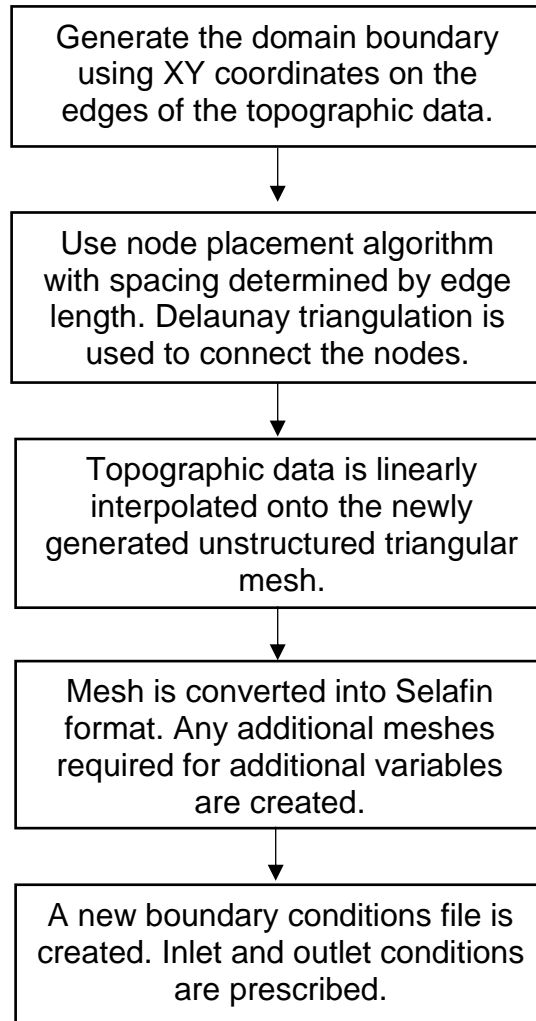 Generate the domain boundary
using XY coordinates on the
edges of the topographic data.
Use node placement algorithm
with spacing determined by edge
length. Delaunay triangulation is
used to connect the nodes.
Topographic data is linearly
interpolated onto the newly
generated unstructured triangular
mesh.
Mesh is converted into Selafin
format. Any additional meshes
required for additional variables
are created.
A new boundary conditions file is
created. Inlet and outlet conditions
are prescribed.